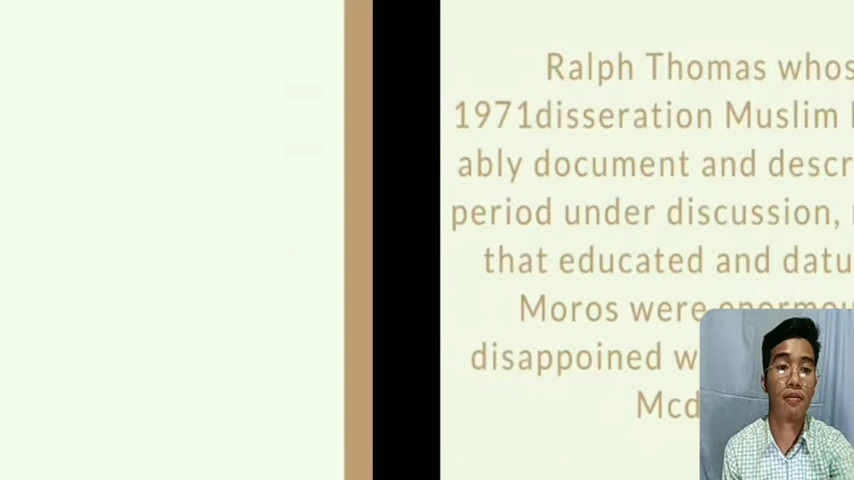 Ralph Thomas whos
1971disseration Muslim
ably document and descr
period under discussion,
that educated and datu
Moros were enormou
disappoined w
Mcd